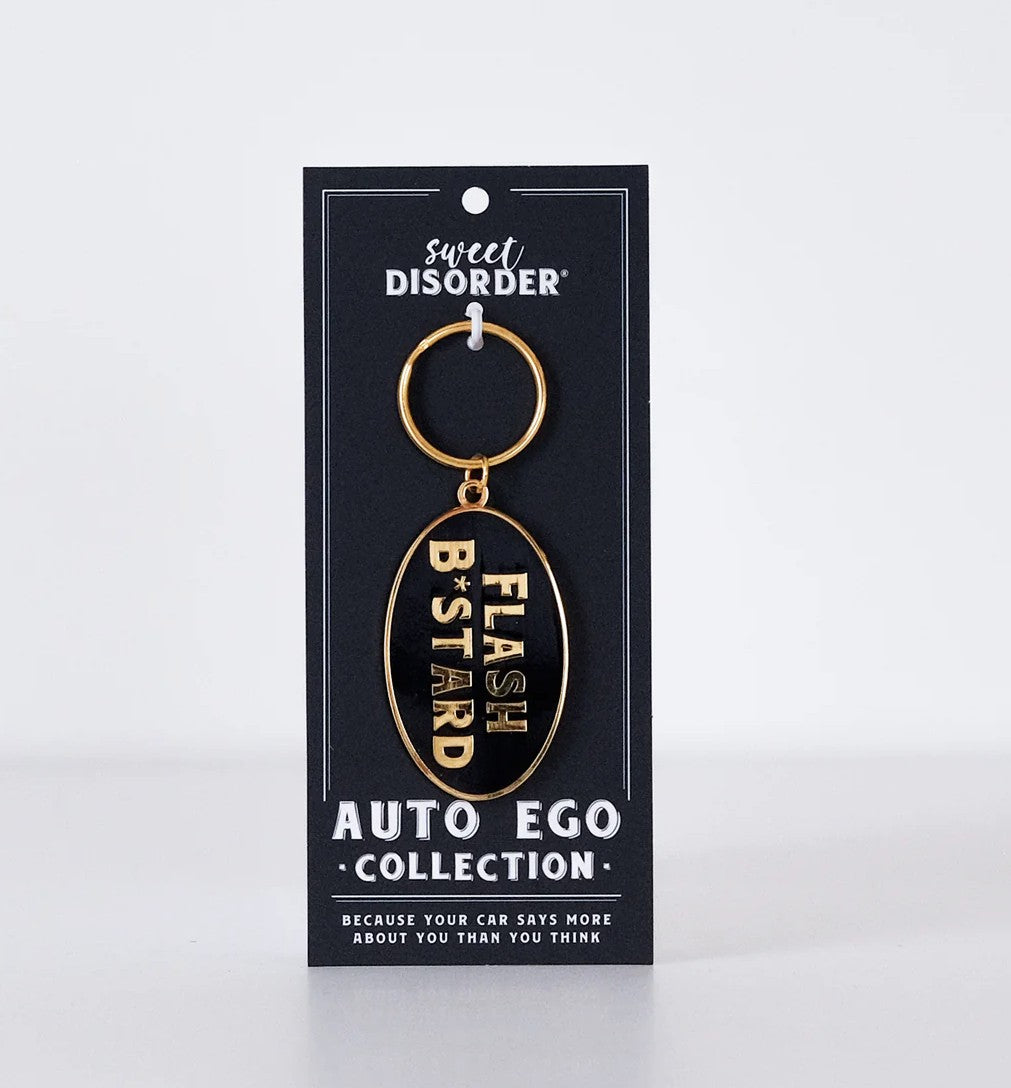 sweet
DISORDER®
FLASH
B*STARD
AUTO EGO
·COLLECTION·
BECAUSE YOUR CAR SAYS MORE
ABOUT YOU THAN YOU THINK